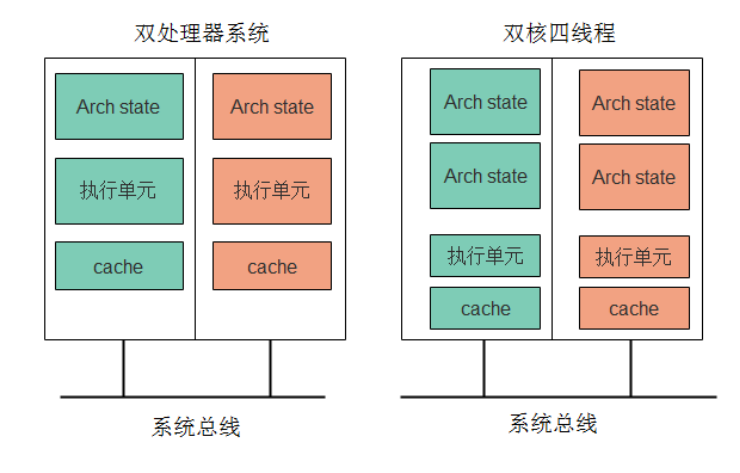 双处理器系统
Arch state
Arch state
执行单元
执行单元
cache
cache
系统总线
双核四线程
Arch state
Arch state
Arch state
Arch state
执行单元
执行单元
cache
cache
系统总线